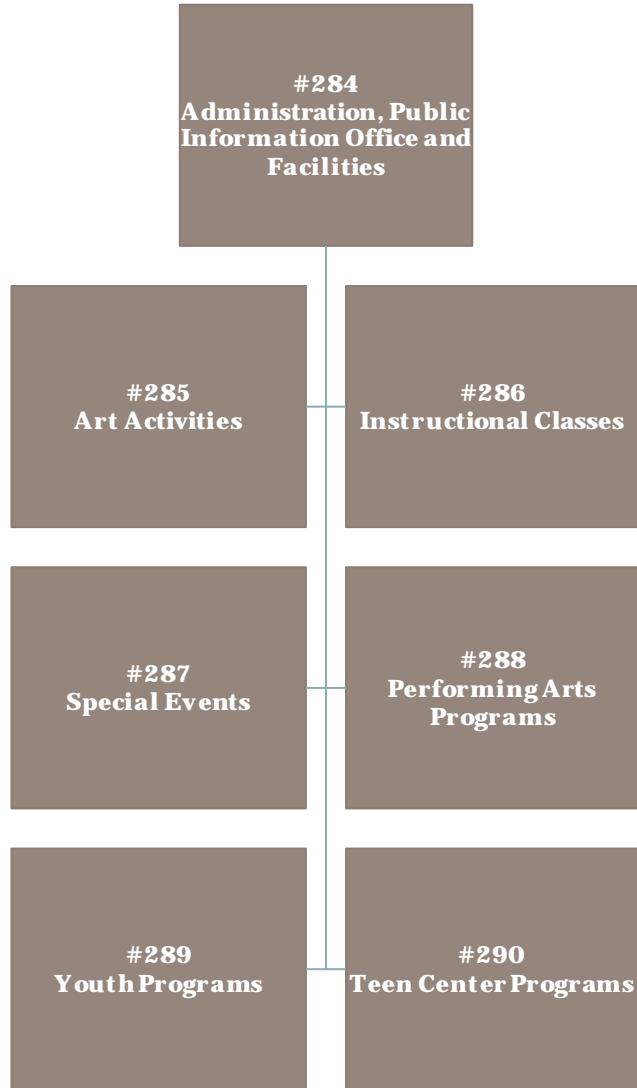 #284
Administration, Public
Information Office and
Facilities
#285
Art Activities
#286
Instructional Classes
#287
Special Events
#288
Performing Arts
Programs
#289
Youth Programs
#290
Teen Center Programs